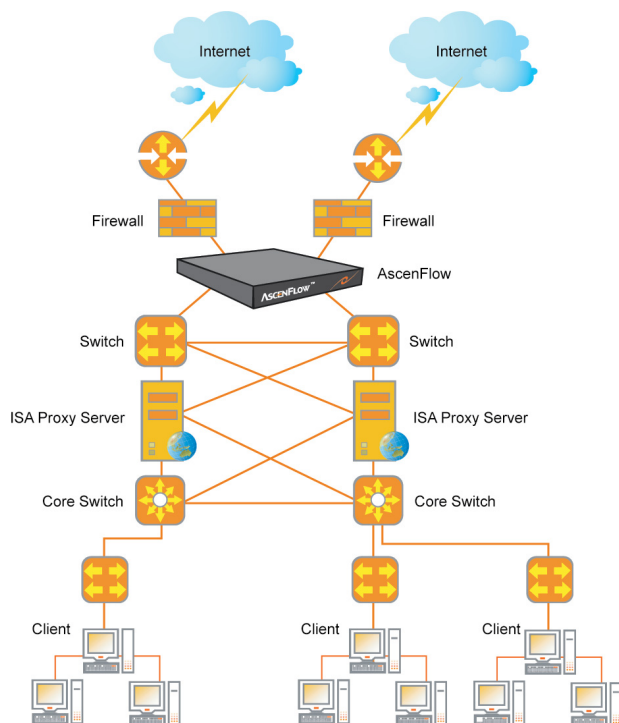 Internet
Internet
Firewall
Firewall
AscenFlow
ASCENFLOW™
Switch
Switch
ISA Proxy Server
ISA Proxy Server
Core Switch
Core Switch
Client
Client
Client